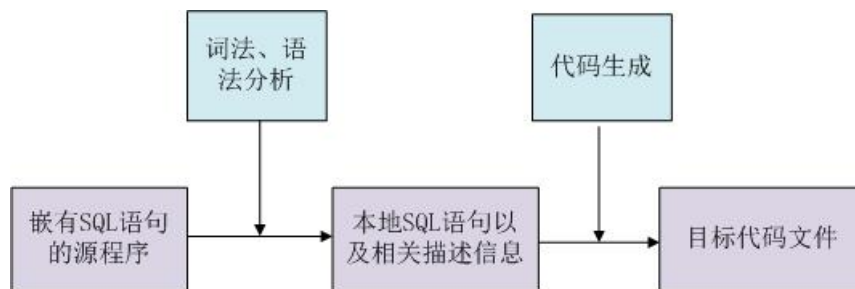 词法、语
法分析
代码生成
嵌有SQL语句
的源程序
本地SQL语句以
及相关描述信息
目标代码文件